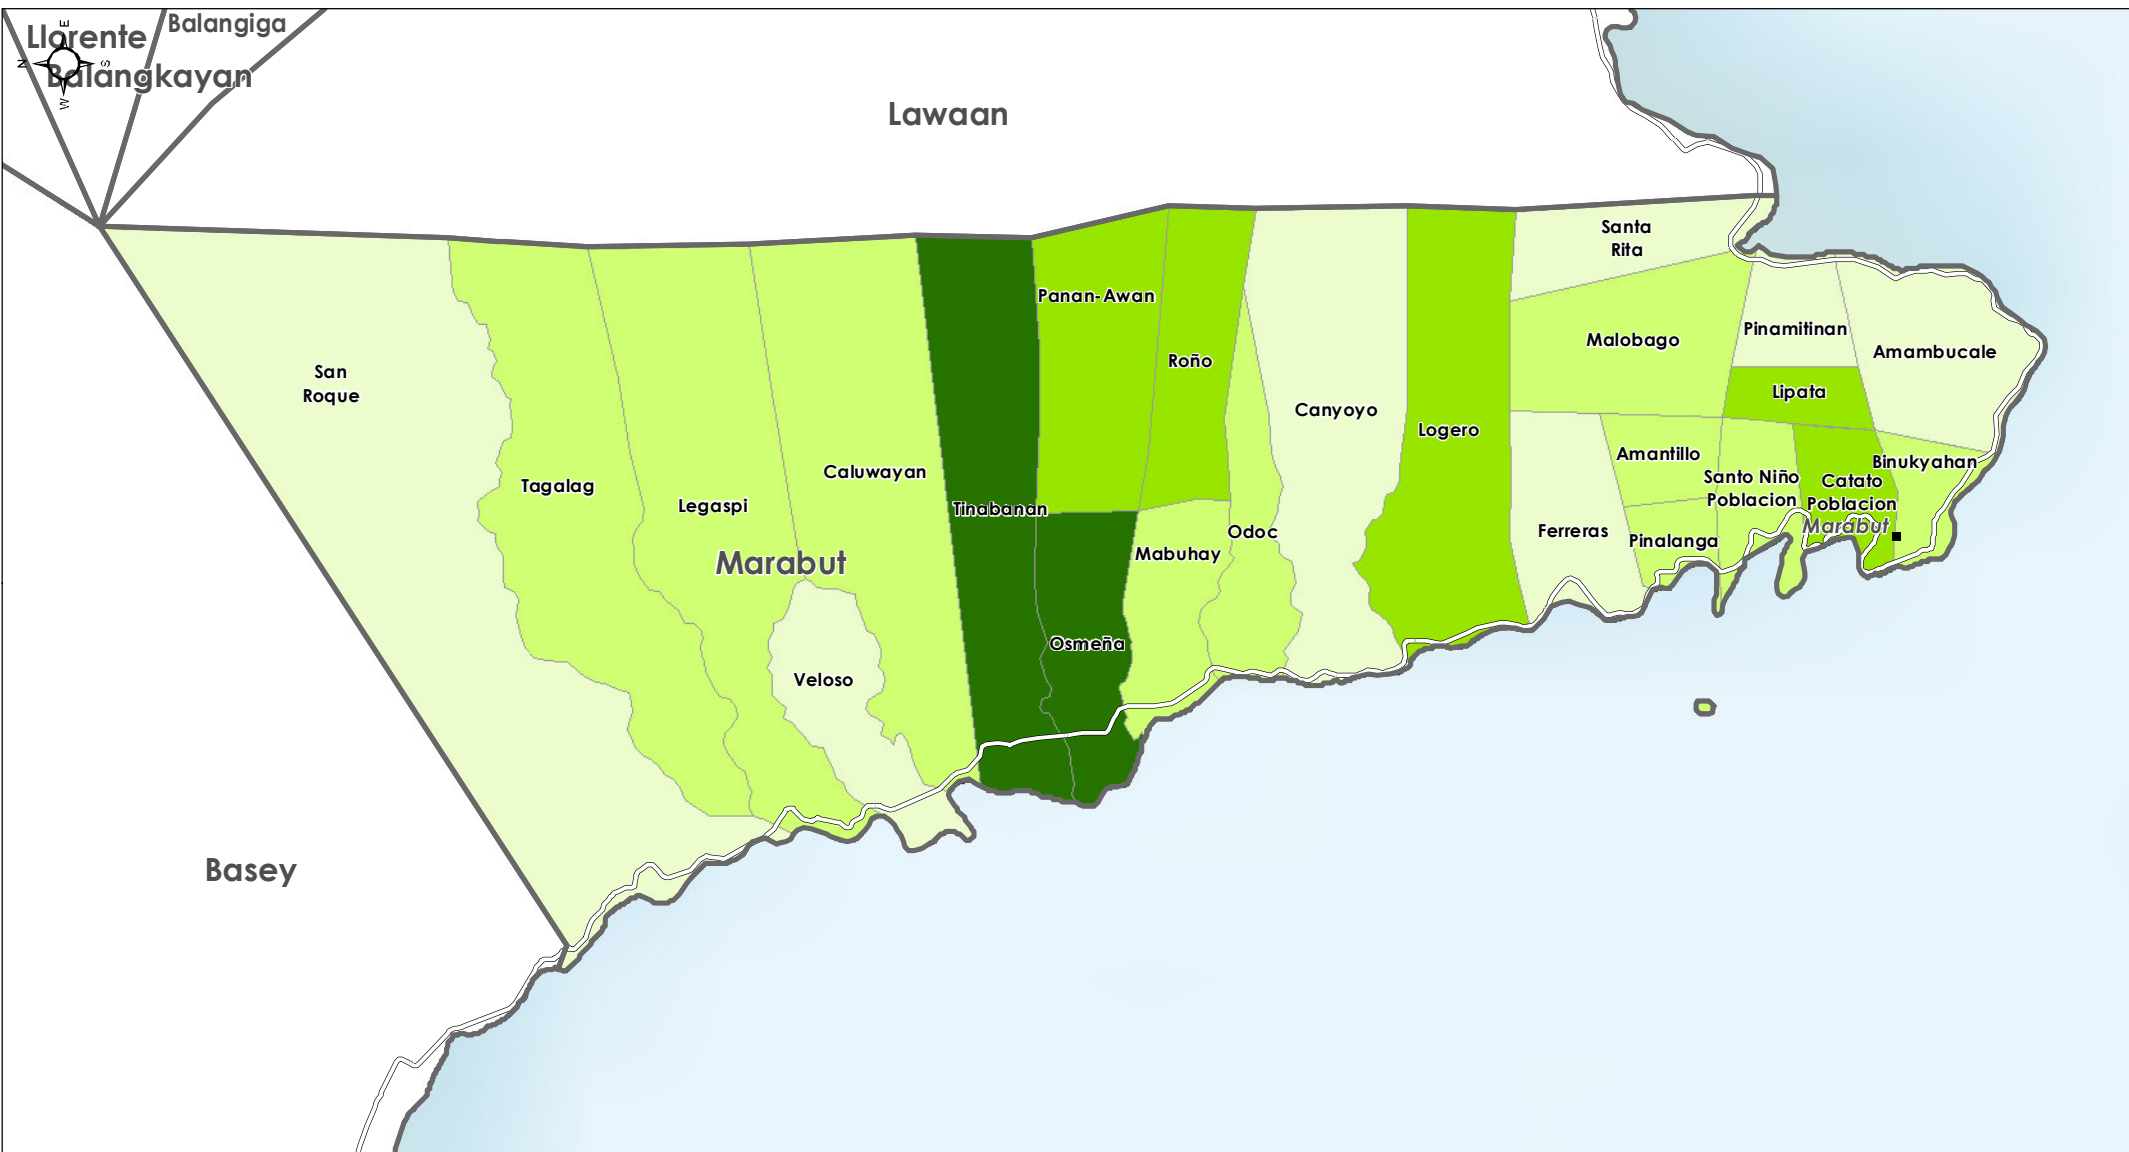 Balangiga
Llorente
E
N
S
W
Balangkayan
Lawaan
Santa
Rita
Panan-Awan
Pinamitinan
Malobago
Amambucale
Roño
San
Roque
Lipata
Canyoyo
Logero
Amantillo
Binukyahan
Caluwayan
Santo Niño
Poblacion
Catato
Poblacion
Tagalag
Legaspi
Tinabanan
Marabut
Odoc
Ferreras
Pinalanga
Mabuhay
Marabut
Osmeña
Veloso
Basey